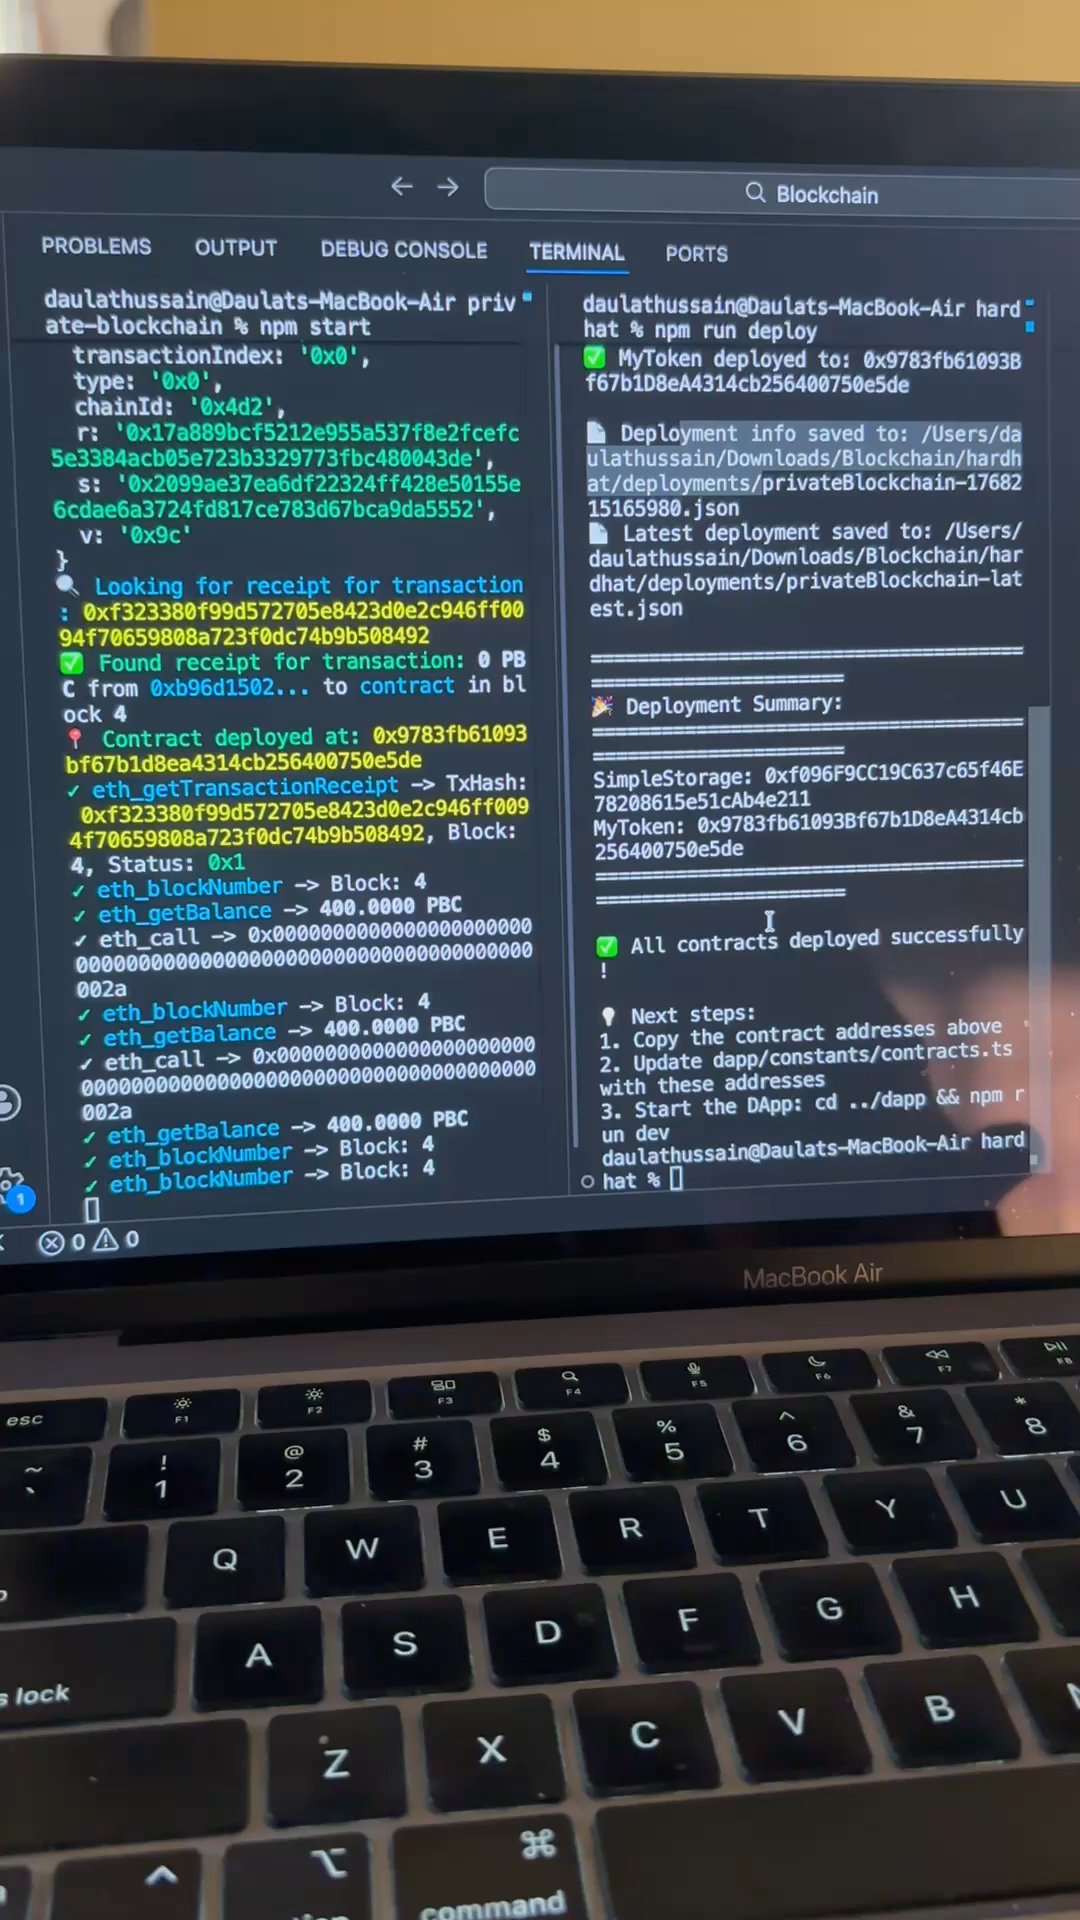 ← → Blockchain
PROBLEMS OUTPUT DEBUG CONSOLE TERMINAL PORTS
daulathussain@Daulats-MacBook-Air priv
ate-blockchain % npm start
transactionIndex: '0x0',
type: '0x0',
chainId: '0x4d2',
r: '0x17a889bcf5212e955a537f8e2fcefc
5e3384acb05e723b3329773fbc480043de',
s: '0x2099ae37ea6df22324ff428e50155e
6cdae6a3724fd817ce783d67bca9da5552',
v: '0x9c'
}
🔍 Looking for receipt for transaction
: 0xf323380f99d572705e8423d0e2c946ff00
94f70659808a723f0dc74b9b508492
✅ Found receipt for transaction: 0 PB
C from 0xb96d1502... to contract in bl
ock 4
📍 Contract deployed at: 0x9783fb61093
bf67b1d8ea4314cb256400750e5de
✓ eth_getTransactionReceipt -> TxHash:
0xf323380f99d572705e8423d0e2c946ff009
4f70659808a723f0dc74b9b508492, Block:
4, Status: 0x1
✓ eth_blockNumber -> Block: 4
✓ eth_getBalance -> 400.0000 PBC
✓ eth_call -> 0x0000000000000000000000
00000000000000000000000000000000000000
002a
✓ eth_blockNumber -> Block: 4
✓ eth_getBalance -> 400.0000 PBC
✓ eth_call -> 0x0000000000000000000000
00000000000000000000000000000000000000
002a
✓ eth_getBalance -> 400.0000 PBC
✓ eth_blockNumber -> Block: 4
✓ eth_blockNumber -> Block: 4
daulathussain@Daulats-MacBook-Air hard
hat % npm run deploy
✅ MyToken deployed to: 0x9783fb61093B
f67b1D8eA4314cb256400750e5de
📄 Deployment info saved to: /Users/da
ulathussain/Downloads/Blockchain/hardh
at/deployments/privateBlockchain-17682
15165980.json
📄 Latest deployment saved to: /Users/
daulathussain/Downloads/Blockchain/har
dhat/deployments/privateBlockchain-lat
est.json
======================================
======================
🎉 Deployment Summary:
======================================
======================
SimpleStorage: 0xf096F9CC19C637c65f46E
78208615e51cAb4e211
MyToken: 0x9783fb61093Bf67b1D8eA4314cb
256400750e5de
======================================
======================
✅ All contracts deployed successfully
!
💡 Next steps:
1. Copy the contract addresses above
2. Update dapp/constants/contracts.ts
with these addresses
3. Start the DApp: cd ../dapp && npm r
un dev
daulathussain@Daulats-MacBook-Air hard
hat %
1
0 0
MacBook Air
esc F1 F2 F3 F4 F5 F6 F7 F8
~ ` ! 1 @ 2 # 3 $ 4 % 5 ^ 6 & 7 * 8
Q W E R T Y U
s lock A S D F G H
Z X C V B
command